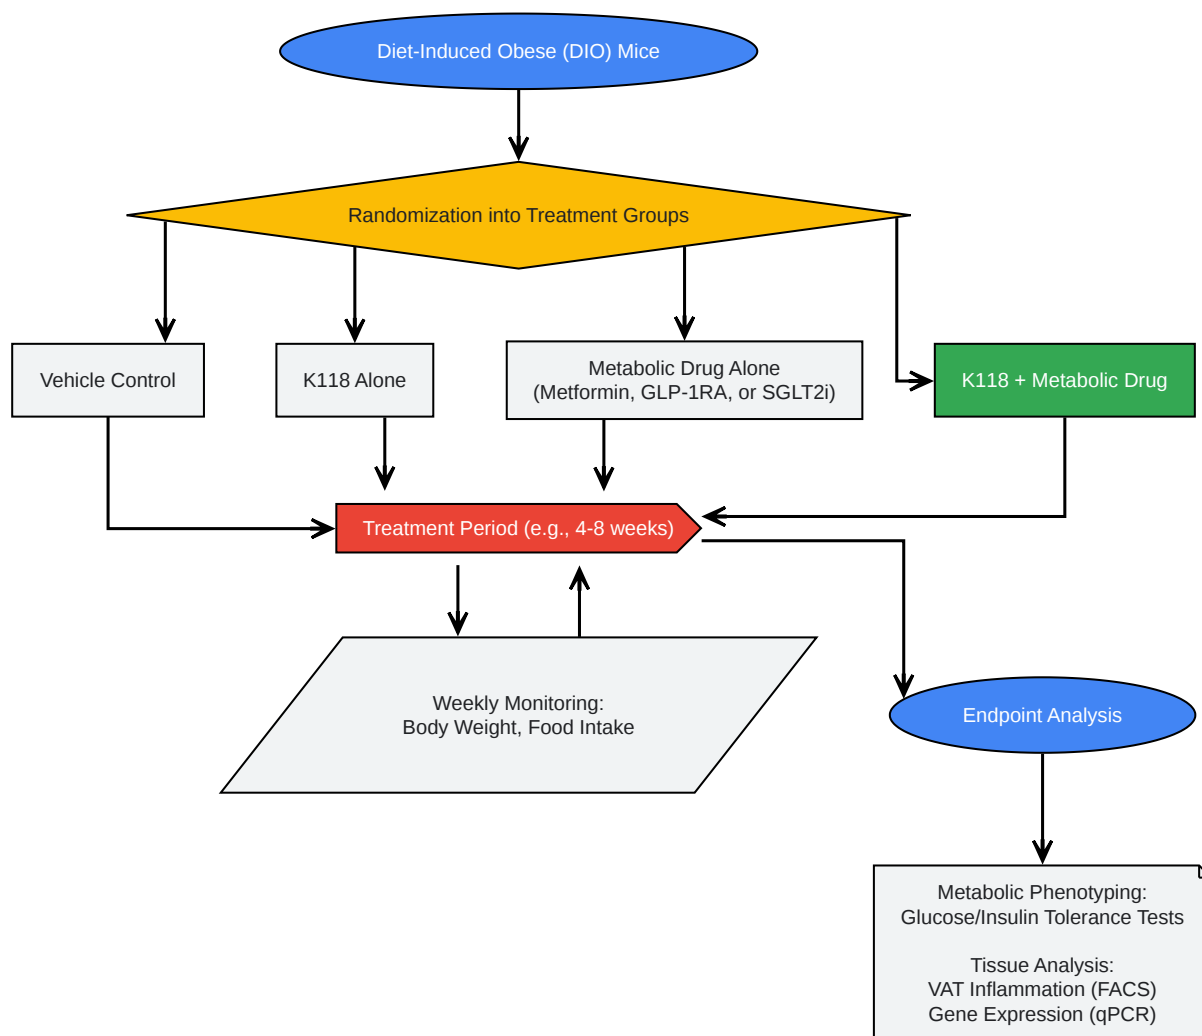 Diet-Induced Obese (DIO) Mice
Randomization into Treatment Groups
Vehicle Control
K118 Alone
Metabolic Drug Alone
(Metformin, GLP-1RA, or SGLT2i)
K118 + Metabolic Drug
Treatment Period (e.g., 4-8 weeks)
Weekly Monitoring:
Body Weight, Food Intake
Endpoint Analysis
Metabolic Phenotyping:
Glucose/Insulin Tolerance Tests
Tissue Analysis:
VAT Inflammation (FACS)
Gene Expression (qPCR)